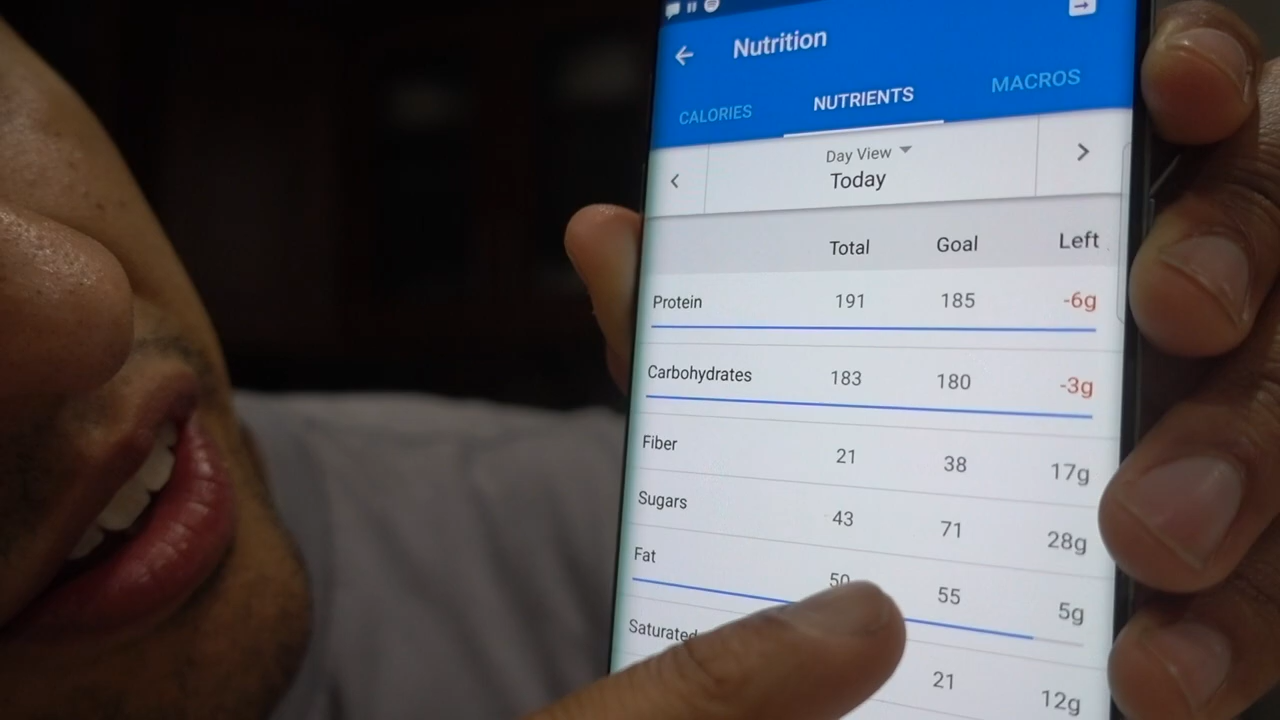 Nutrition
CALORIES NUTRIENTS MACROS
Day View
Today
Total Goal Left
Protein 191 185 -6g
Carbohydrates 183 180 -3g
Fiber 21 38 17g
Sugars 43 71 28g
Fat 50 55 5g
Saturated 21 12g